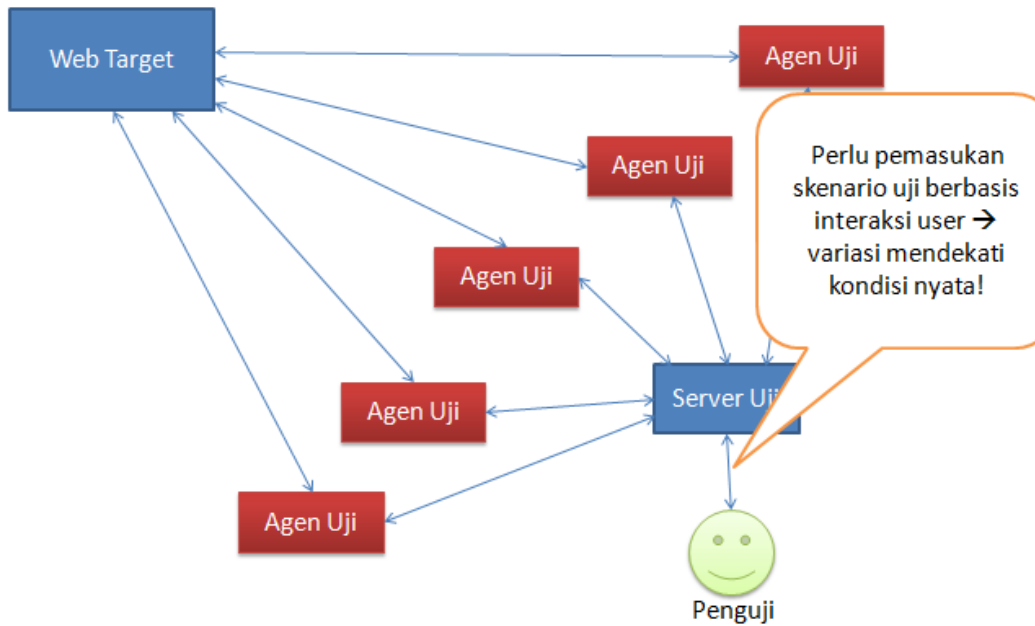 Web Target
Agen Uji
Agen Uji
Perlu pemasukan
skenario uji berbasis
interaksi user →
variasi mendekati
kondisi nyata!
Agen Uji
Server Uji
Agen Uji
Agen Uji
Penguji